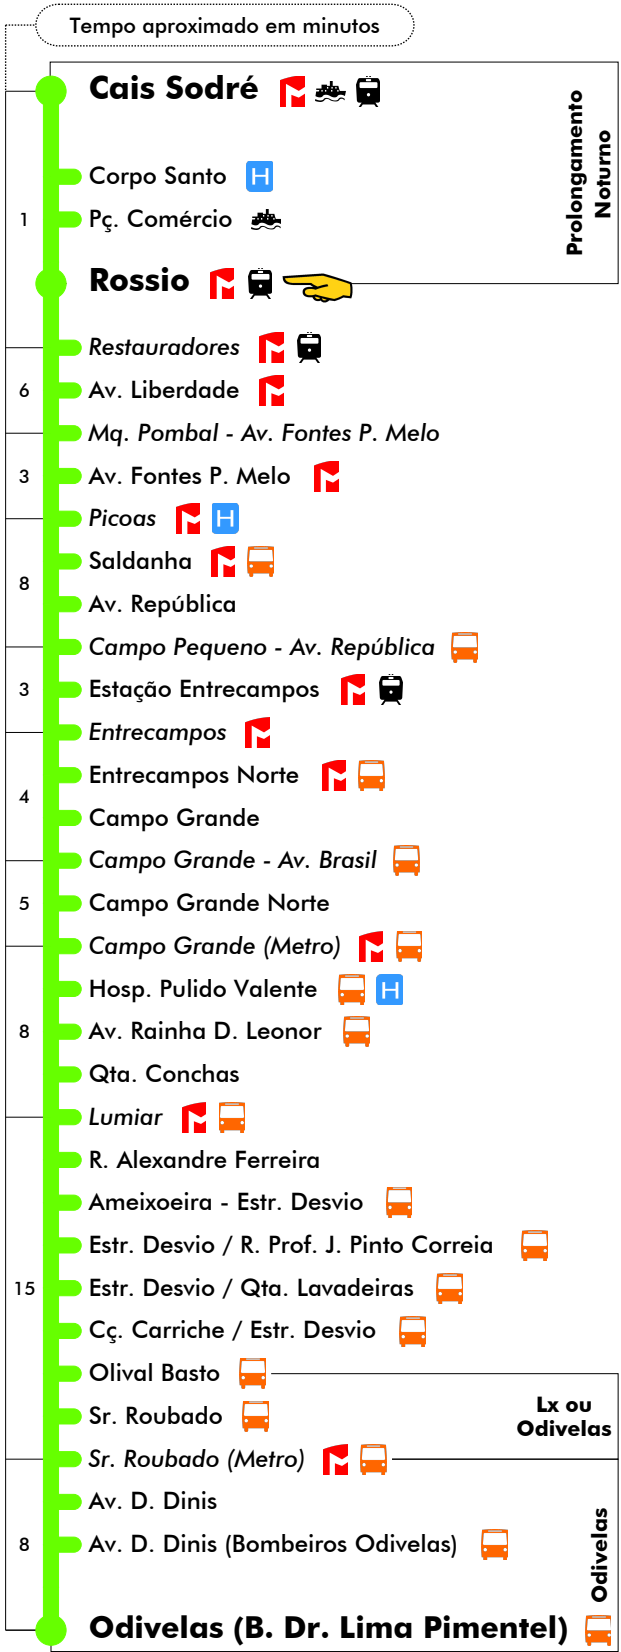 Tempo aproximado em minutos
Cais Sodré
Prolongamento
Noturno
Corpo Santo H
1
Pç. Comércio
Rossio
Restauradores
6
Av. Liberdade
Mq. Pombal - Av. Fontes P. Melo
3
Av. Fontes P. Melo
Picoas H
Saldanha
8
Av. República
Campo Pequeno - Av. República
3
Estação Entrecampos
Entrecampos
Entrecampos Norte
4
Campo Grande
Campo Grande - Av. Brasil
5
Campo Grande Norte
Campo Grande (Metro)
Hosp. Pulido Valente H
8
Av. Rainha D. Leonor
Qta. Conchas
Lumiar
R. Alexandre Ferreira
Ameixoeira - Estr. Desvio
Estr. Desvio / R. Prof. J. Pinto Correia
15
Estr. Desvio / Qta. Lavadeiras
Cç. Carriche / Estr. Desvio
Olival Basto
Lx ou
Odivelas
Sr. Roubado
Sr. Roubado (Metro)
Av. D. Dinis
8
Av. D. Dinis (Bombeiros Odivelas)
Odivelas
Odivelas (B. Dr. Lima Pimentel)